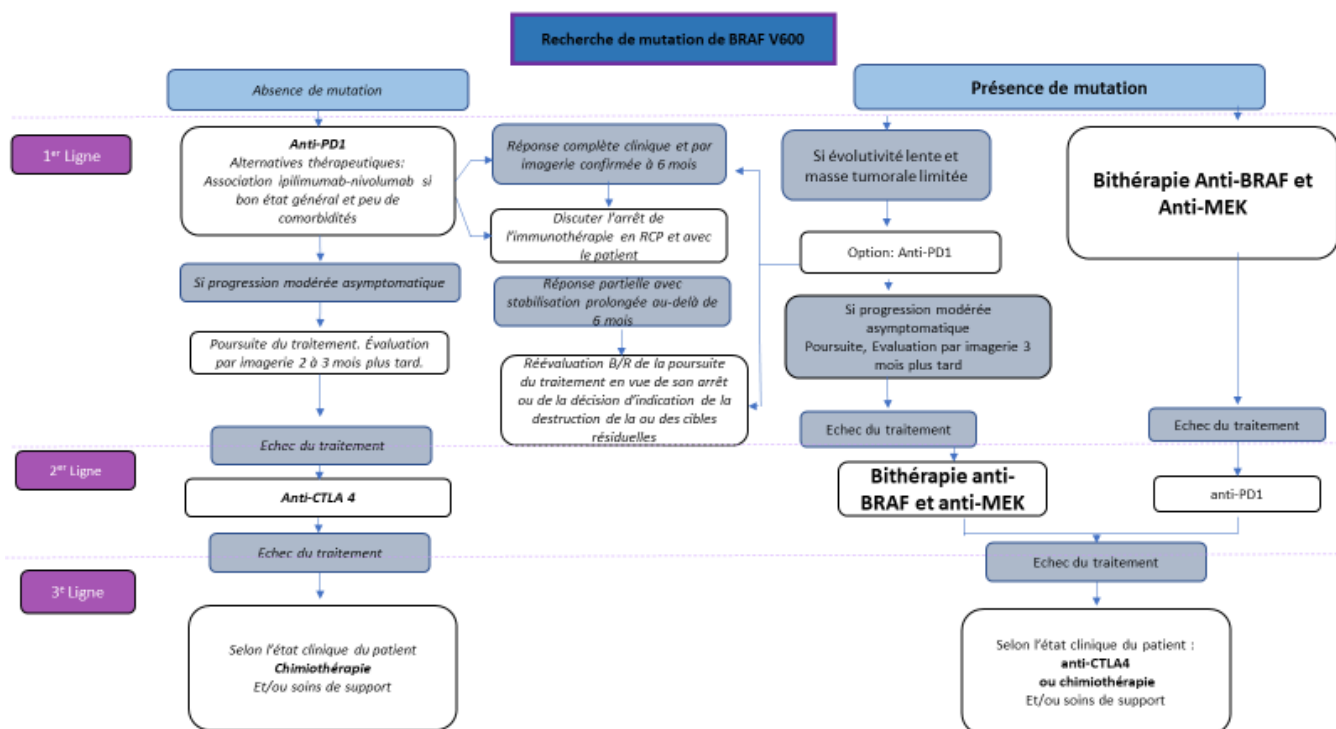 Recherche de mutation de BRAF V600
Absence de mutation
Présence de mutation
1er Ligne
Anti-PD1
Alternatives thérapeutiques:
Association ipilimumab-nivolumab si
bon état général et peu de
comorbidités
Réponse complète clinique et par
imagerie confirmée à 6 mois
Si évolutivité lente et
masse tumorale limitée
Bithérapie Anti-BRAF et
Anti-MEK
Discuter l'arrêt de
l'immunothérapie en RCP et avec
le patient
Option: Anti-PD1
Si progression modérée asymptomatique
Réponse partielle avec
stabilisation prolongée au-delà de
6 mois
Si progression modérée
asymptomatique
Poursuite, Evaluation par imagerie 3
mois plus tard
Poursuite du traitement. Évaluation
par imagerie 2 à 3 mois plus tard.
Réévaluation B/R de la poursuite
du traitement en vue de son arrêt
ou de la décision d'indication de la
destruction de la ou des cibles
résiduelles
Echec du traitement
Echec du traitement
Echec du traitement
2er Ligne
Anti-CTLA 4
Bithérapie anti-
BRAF et anti-MEK
anti-PD1
Echec du traitement
Echec du traitement
3e Ligne
Selon l'état clinique du patient
Chimiothérapie
Et/ou soins de support
Selon l'état clinique du patient :
anti-CTLA4
ou chimiothérapie
Et/ou soins de support